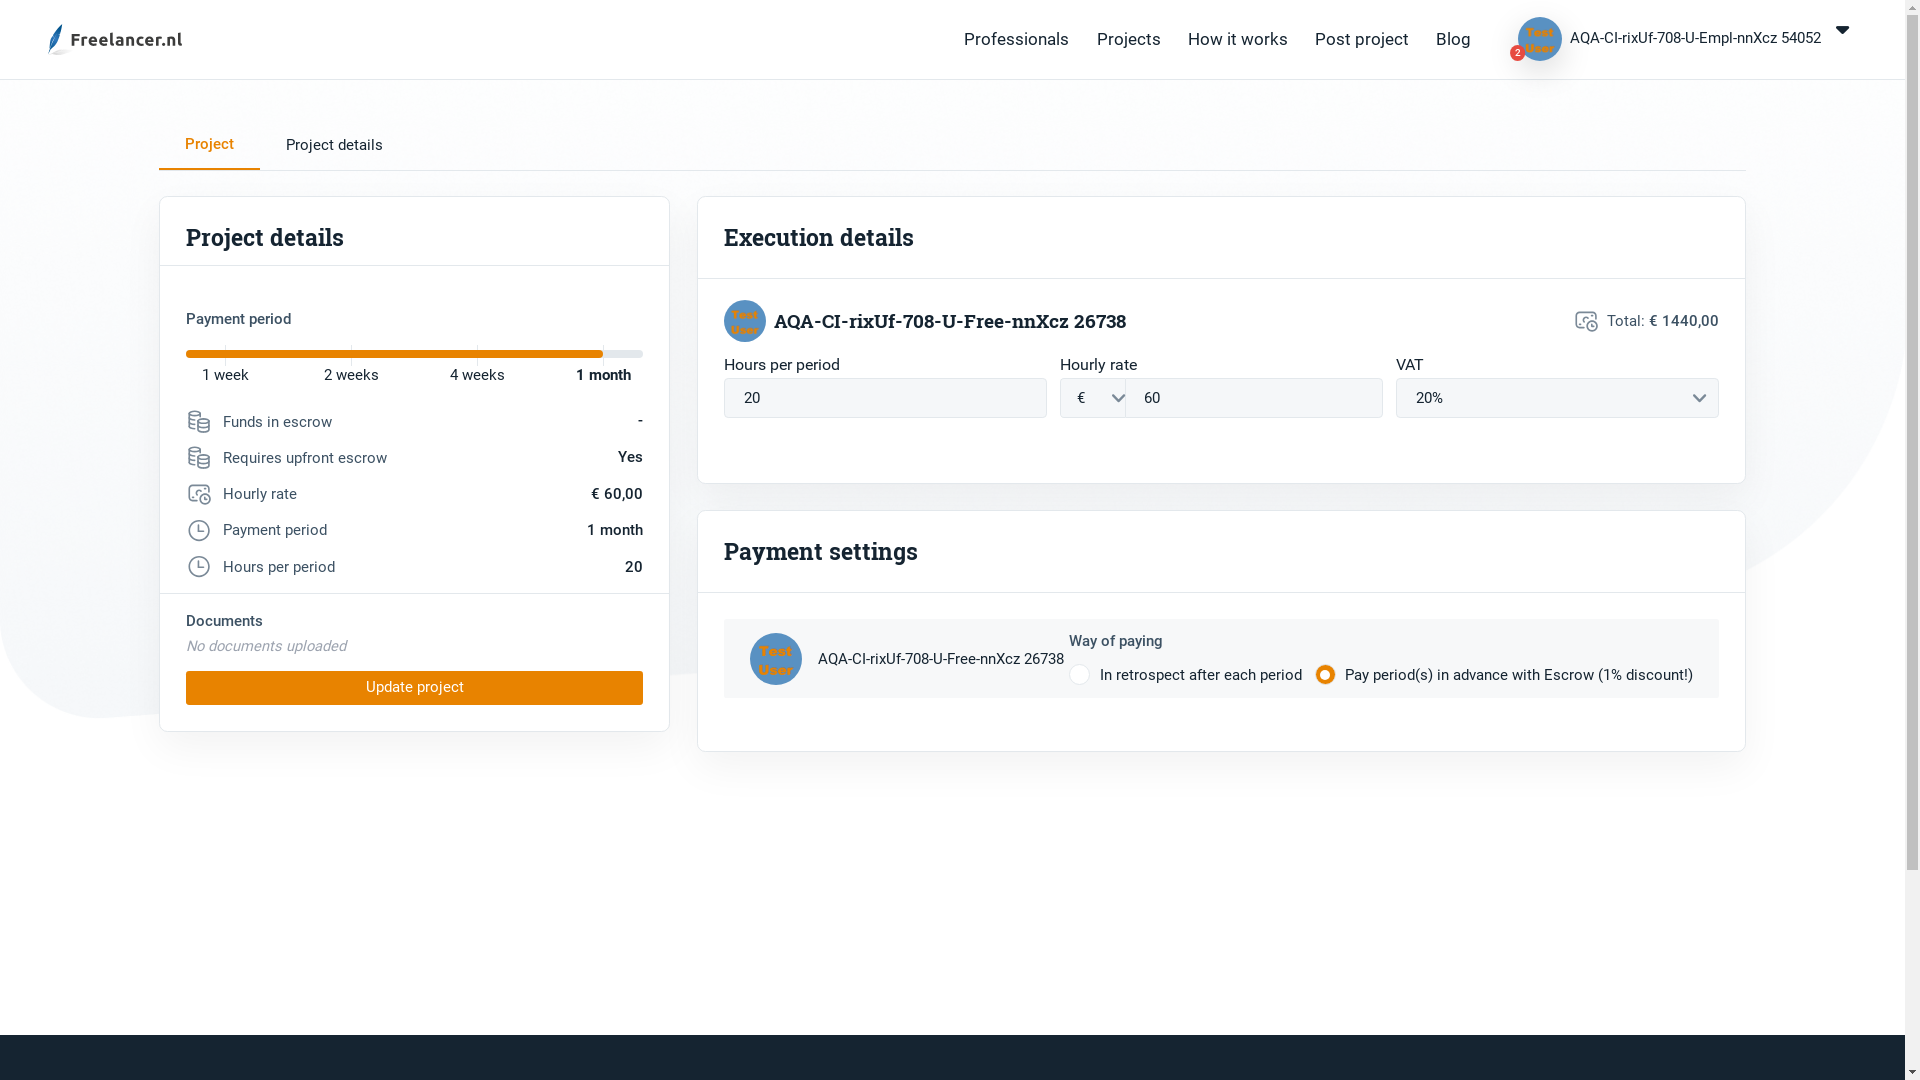 Freelancer.nl
Professionals
Projects
How it works
Post project
Blog
Test
User
2
AQA-CI-rixUf-708-U-Empl-nnXcz 54052
Project
Project details
Project details
Payment period
1 week
2 weeks
4 weeks
1 month
Funds in escrow
-
Requires upfront escrow
Yes
Hourly rate
€ 60,00
Payment period
1 month
Hours per period
20
Documents
No documents uploaded
Update project
Execution details
Test
User
AQA-CI-rixUf-708-U-Free-nnXcz 26738
Total: € 1440,00
Hours per period
20
Hourly rate
€
60
VAT
20%
Payment settings
Test
User
AQA-CI-rixUf-708-U-Free-nnXcz 26738
Way of paying
In retrospect after each period
Pay period(s) in advance with Escrow (1% discount!)